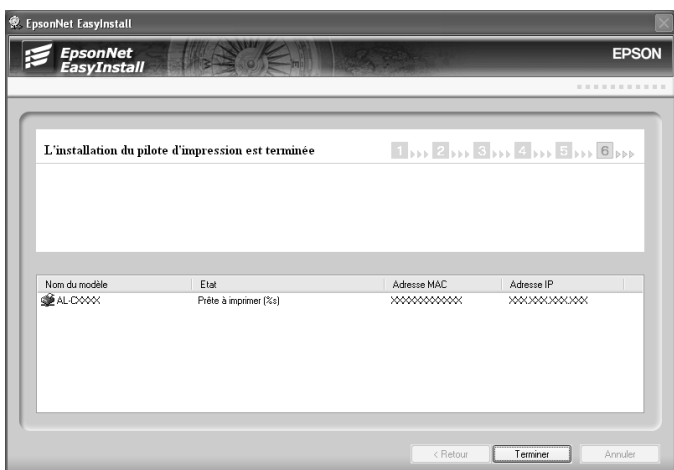 EpsonNet EasyInstall
EpsonNet EasyInstall EPSON
L'installation du pilote d'impression est terminée 1 2 3 4 5 6
Nom du modèle Etat Adresse MAC Adresse IP
AL-CXXXX Prête à imprimer (%s) XXXXXXXXXXXX XXX.XXX.XXX.XXX
< Retour Terminer Annuler